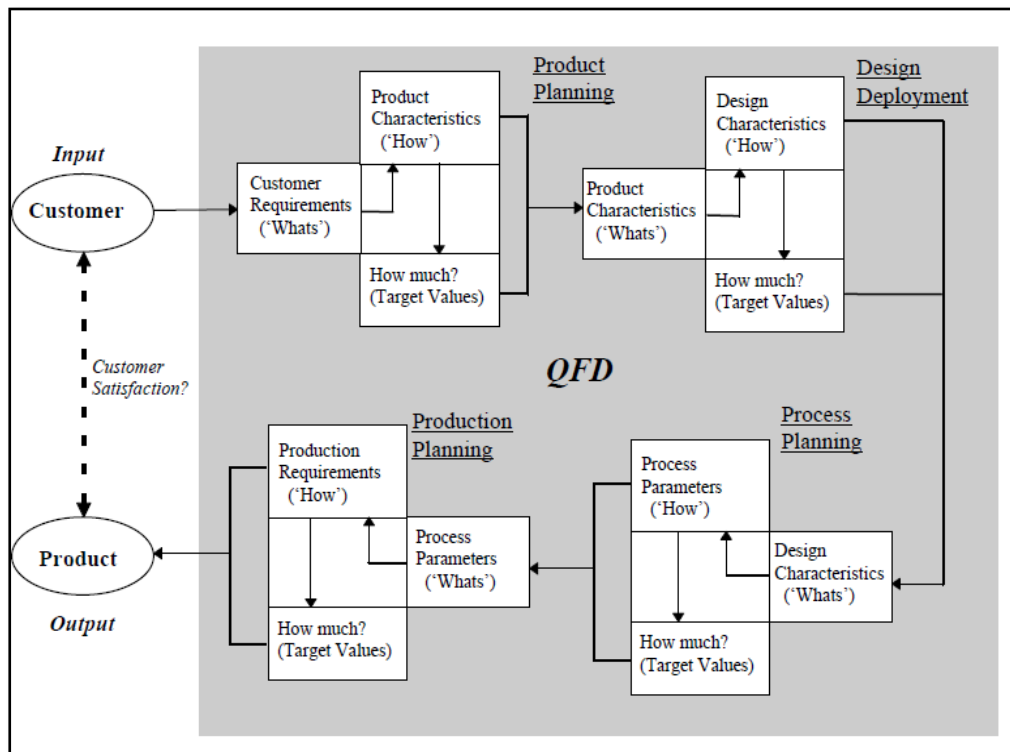 Input
Customer
Customer
Requirements
(‘Whats’)
Product
Characteristics
(‘How’)
How much?
(Target Values)
Product
Planning
Product
Characteristics
(‘Whats’)
Design
Characteristics
(‘How’)
How much?
(Target Values)
Design
Deployment
QFD
Customer
Satisfaction?
Process
Planning
Design
Characteristics
(‘Whats’)
Process
Parameters
(‘How’)
How much?
(Target Values)
Production
Planning
Process
Parameters
(‘Whats’)
Production
Requirements
(‘How’)
How much?
(Target Values)
Product
Output